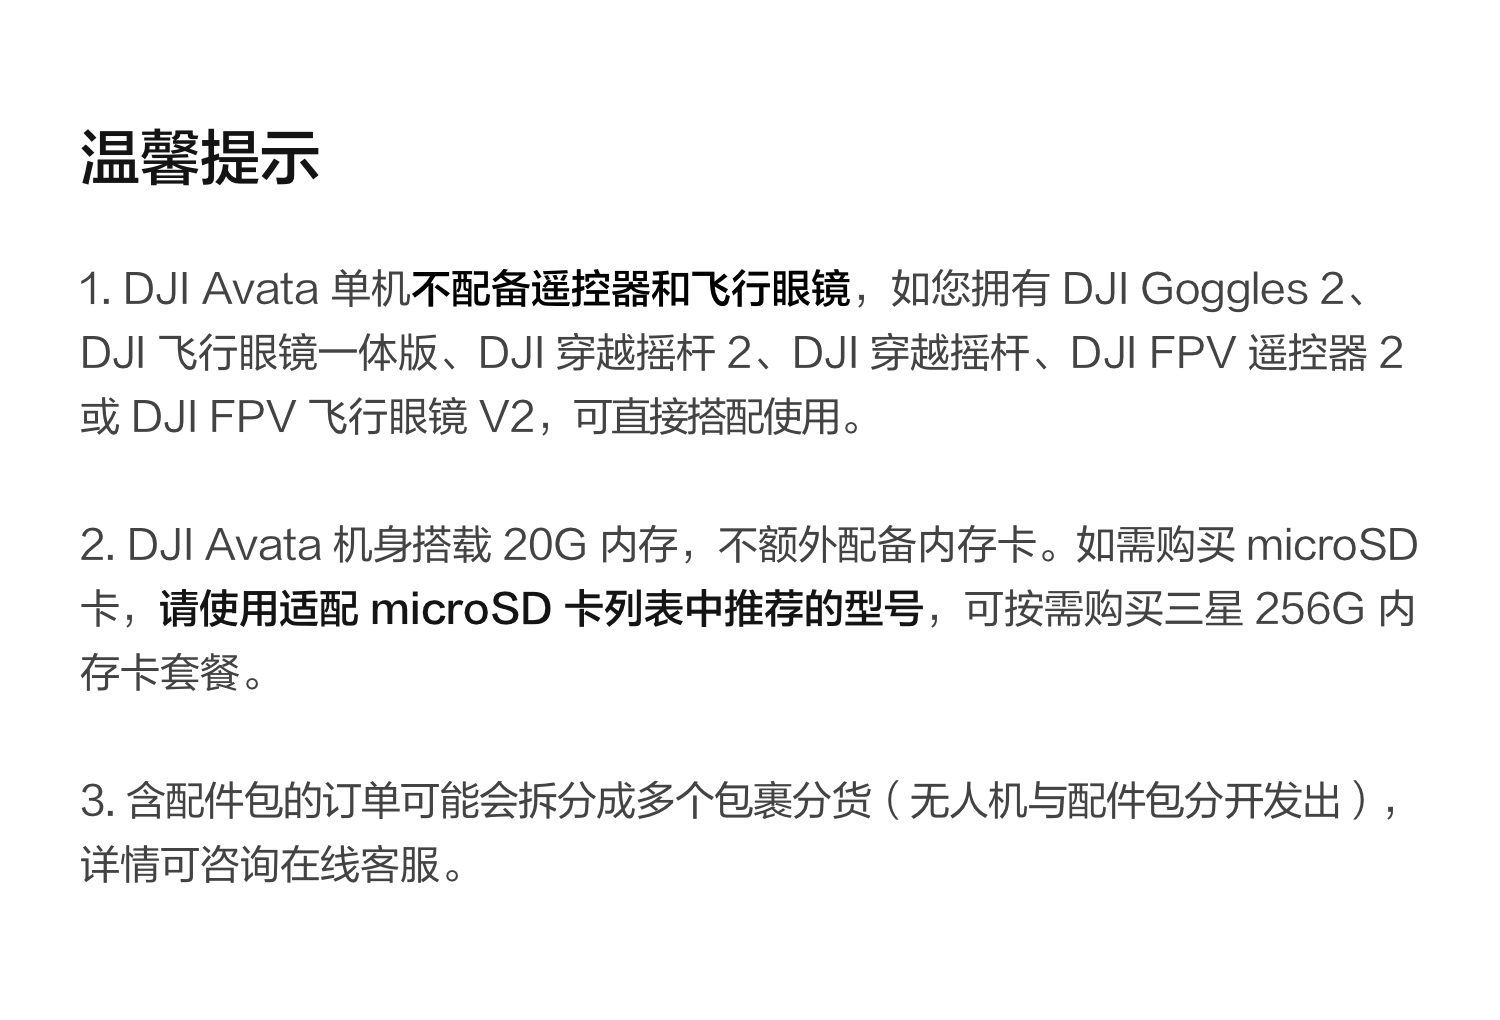 温馨提示
1. DJI Avata 单机不配备遥控器和飞行眼镜，如您拥有 DJI Goggles 2、
DJI 飞行眼镜一体版、DJI 穿越摇杆 2、DJI 穿越摇杆、DJI FPV 遥控器 2
或 DJI FPV 飞行眼镜 V2，可直接搭配使用。
2. DJI Avata 机身搭载 20G 内存，不额外配备内存卡。如需购买 microSD
卡，请使用适配 microSD 卡列表中推荐的型号，可按需购买三星 256G 内
存卡套餐。
3. 含配件包的订单可能会拆分成多个包裹分货（无人机与配件包分开发出），
详情可咨询在线客服。